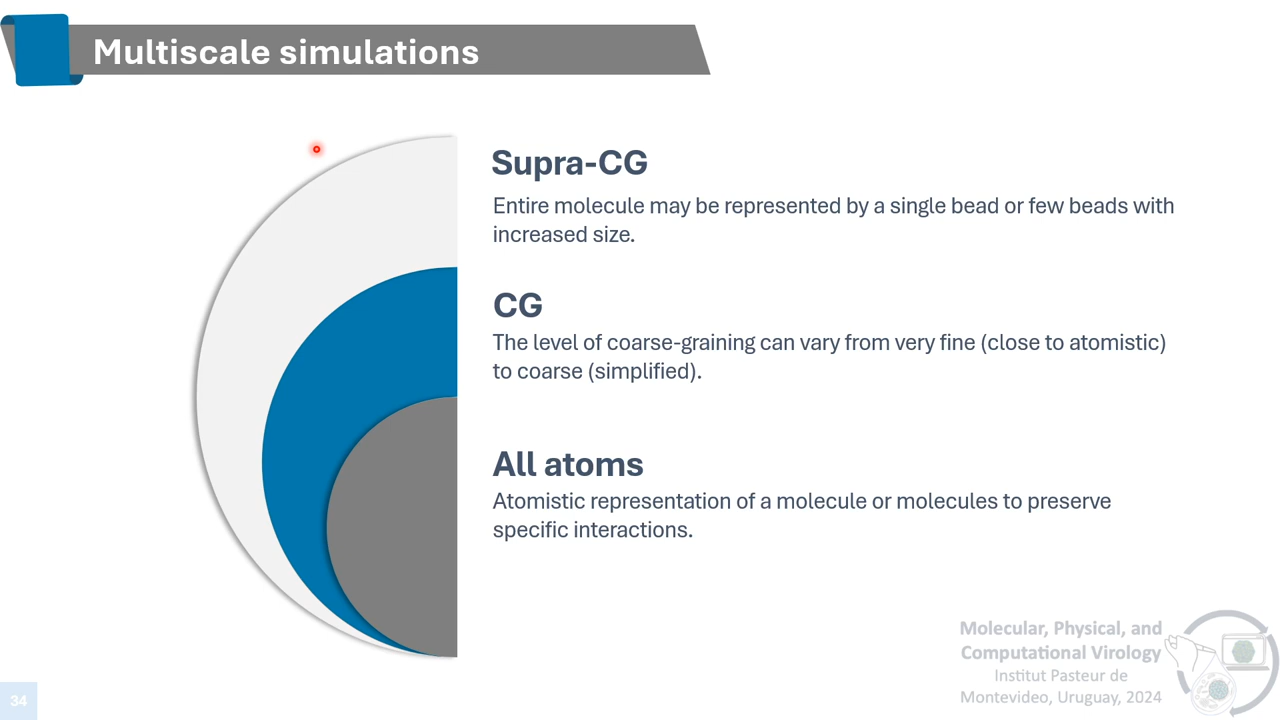 Multiscale simulations
Supra-CG
Entire molecule may be represented by a single bead or few beads with
increased size.
CG
The level of coarse-graining can vary from very fine (close to atomistic)
to coarse (simplified).
All atoms
Atomistic representation of a molecule or molecules to preserve
specific interactions.
Molecular, Physical, and
Computational Virology
Institut Pasteur de
Montevideo, Uruguay, 2024
34